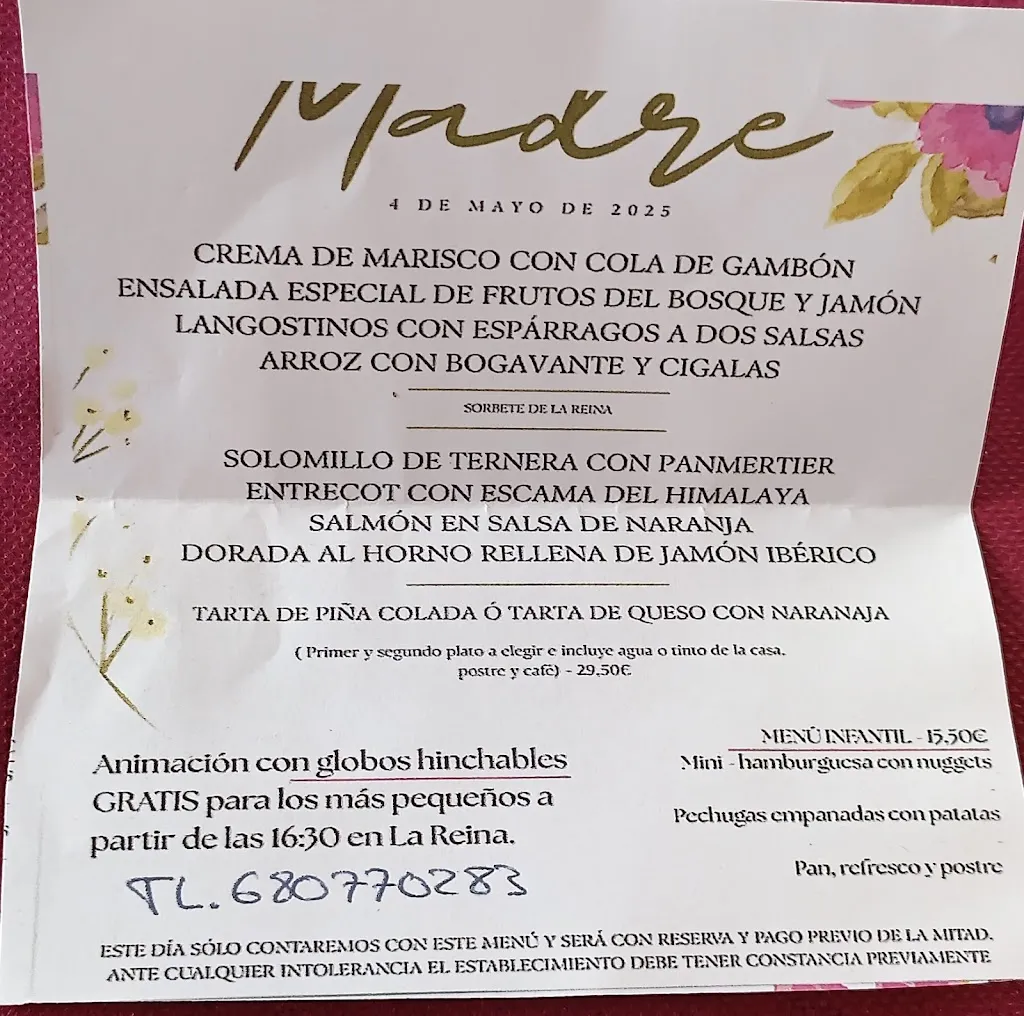 Madre
4 DE MAYO DE 2025
CREMA DE MARISCO CON COLA DE GAMBÓN
ENSALADA ESPECIAL DE FRUTOS DEL BOSQUE Y JAMÓN
LANGOSTINOS CON ESPÁRRAGOS A DOS SALSAS
ARROZ CON BOGAVANTE Y CIGALAS
SORBETE DE LA REINA
SOLOMILLO DE TERNERA CON PANMERTIER
ENTRECOT CON ESCAMA DEL HIMALAYA
SALMÓN EN SALSA DE NARANJA
DORADA AL HORNO RELLENA DE JAMÓN IBÉRICO
TARTA DE PIÑA COLADA Ó TARTA DE QUESO CON NARANAJA
( Primer y segundo plato a elegir e incluye agua o tinto de la casa.
postre y café) - 29,50€
Animación con globos hinchables
GRATIS para los más pequeños a
partir de las 16:30 en La Reina.
TL. 680770283
MENÚ INFANTIL - 15,50€
Mini - hamburguesa con nuggets
Pechugas empanadas con patatas
Pan, refresco y postre
ESTE DÍA SÓLO CONTAREMOS CON ESTE MENÚ Y SERÁ CON RESERVA Y PAGO PREVIO DE LA MITAD.
ANTE CUALQUIER INTOLERANCIA EL ESTABLECIMIENTO DEBE TENER CONSTANCIA PREVIAMENTE